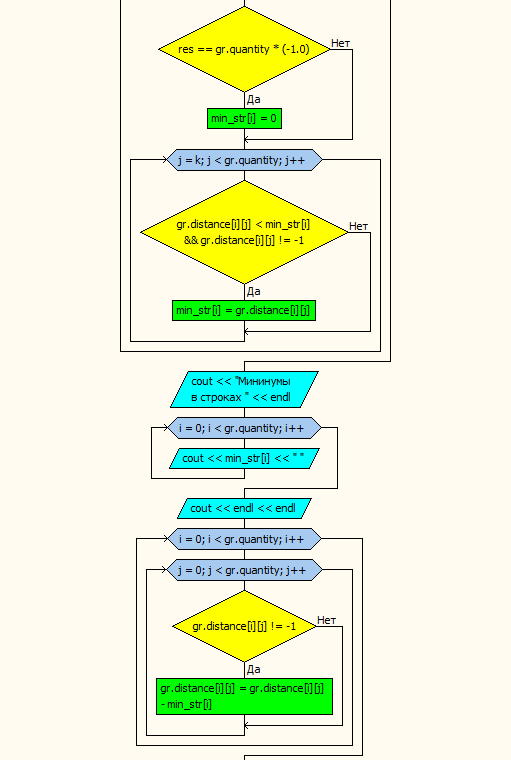 res == gr.quantity * (-1.0)
Нет
Да
min_str[i] = 0
j = k; j < gr.quantity; j++
gr.distance[i][j] < min_str[i]
&& gr.distance[i][j] != -1
Нет
Да
min_str[i] = gr.distance[i][j]
cout << "Мининумы
в строках " << endl
i = 0; i < gr.quantity; i++
cout << min_str[i] << " "
cout << endl << endl
i = 0; i < gr.quantity; i++
j = 0; j < gr.quantity; j++
gr.distance[i][j] != -1
Нет
Да
gr.distance[i][j] = gr.distance[i][j]
- min_str[i]